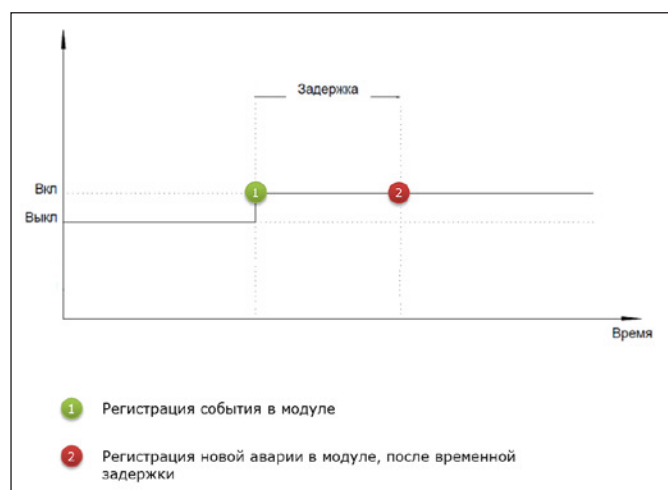 Задержка
Вкл
1
2
Выкл
Время
1 Регистрация события в модуле
2 Регистрация новой аварии в модуле, после временной
задержки